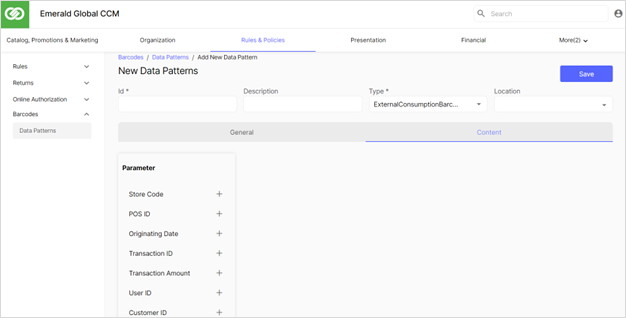 Emerald Global CCM
Search
Catalog, Promotions & Marketing
Organization
Rules & Policies
Presentation
Financial
More(2)
Rules
Returns
Online Authorization
Barcodes
Data Patterns
Barcodes / Data Patterns / Add New Data Pattern
New Data Patterns
Save
Id *
Description
Type *
Location
ExternalConsumptionBarc...
General
Content
Parameter
Store Code
POS ID
Originating Date
Transaction ID
Transaction Amount
User ID
Customer ID